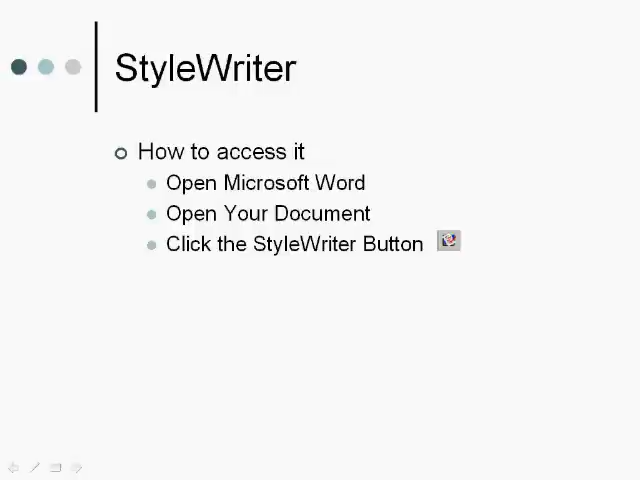 StyleWriter
How to access it
Open Microsoft Word
Open Your Document
Click the StyleWriter Button